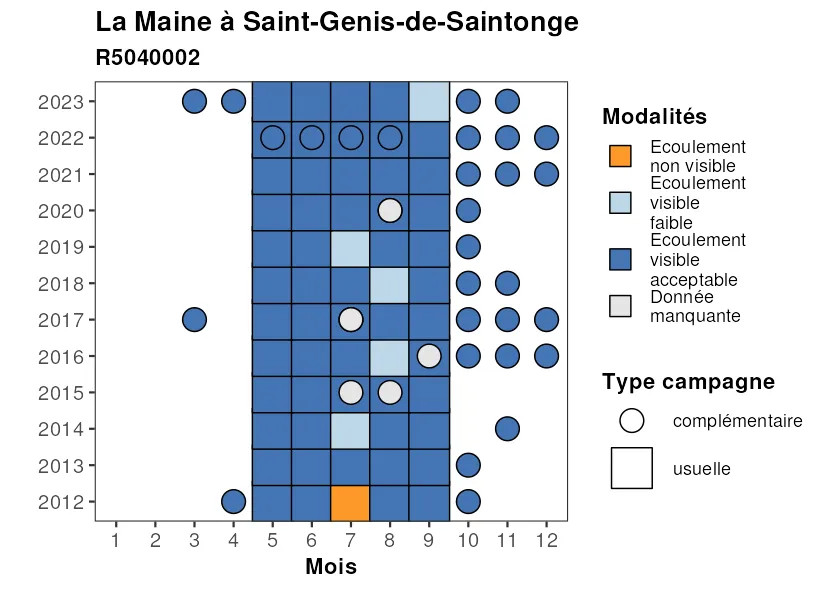 La Maine à Saint-Genis-de-Saintonge
R5040002
2023
2022
2021
2020
2019
2018
2017
2016
2015
2014
2013
2012
1 2 3 4 5 6 7 8 9 10 11 12
Mois
Modalités
Ecoulement
non visible
Ecoulement
visible
faible
Ecoulement
visible
acceptable
Donnée
manquante
Type campagne
complémentaire
usuelle